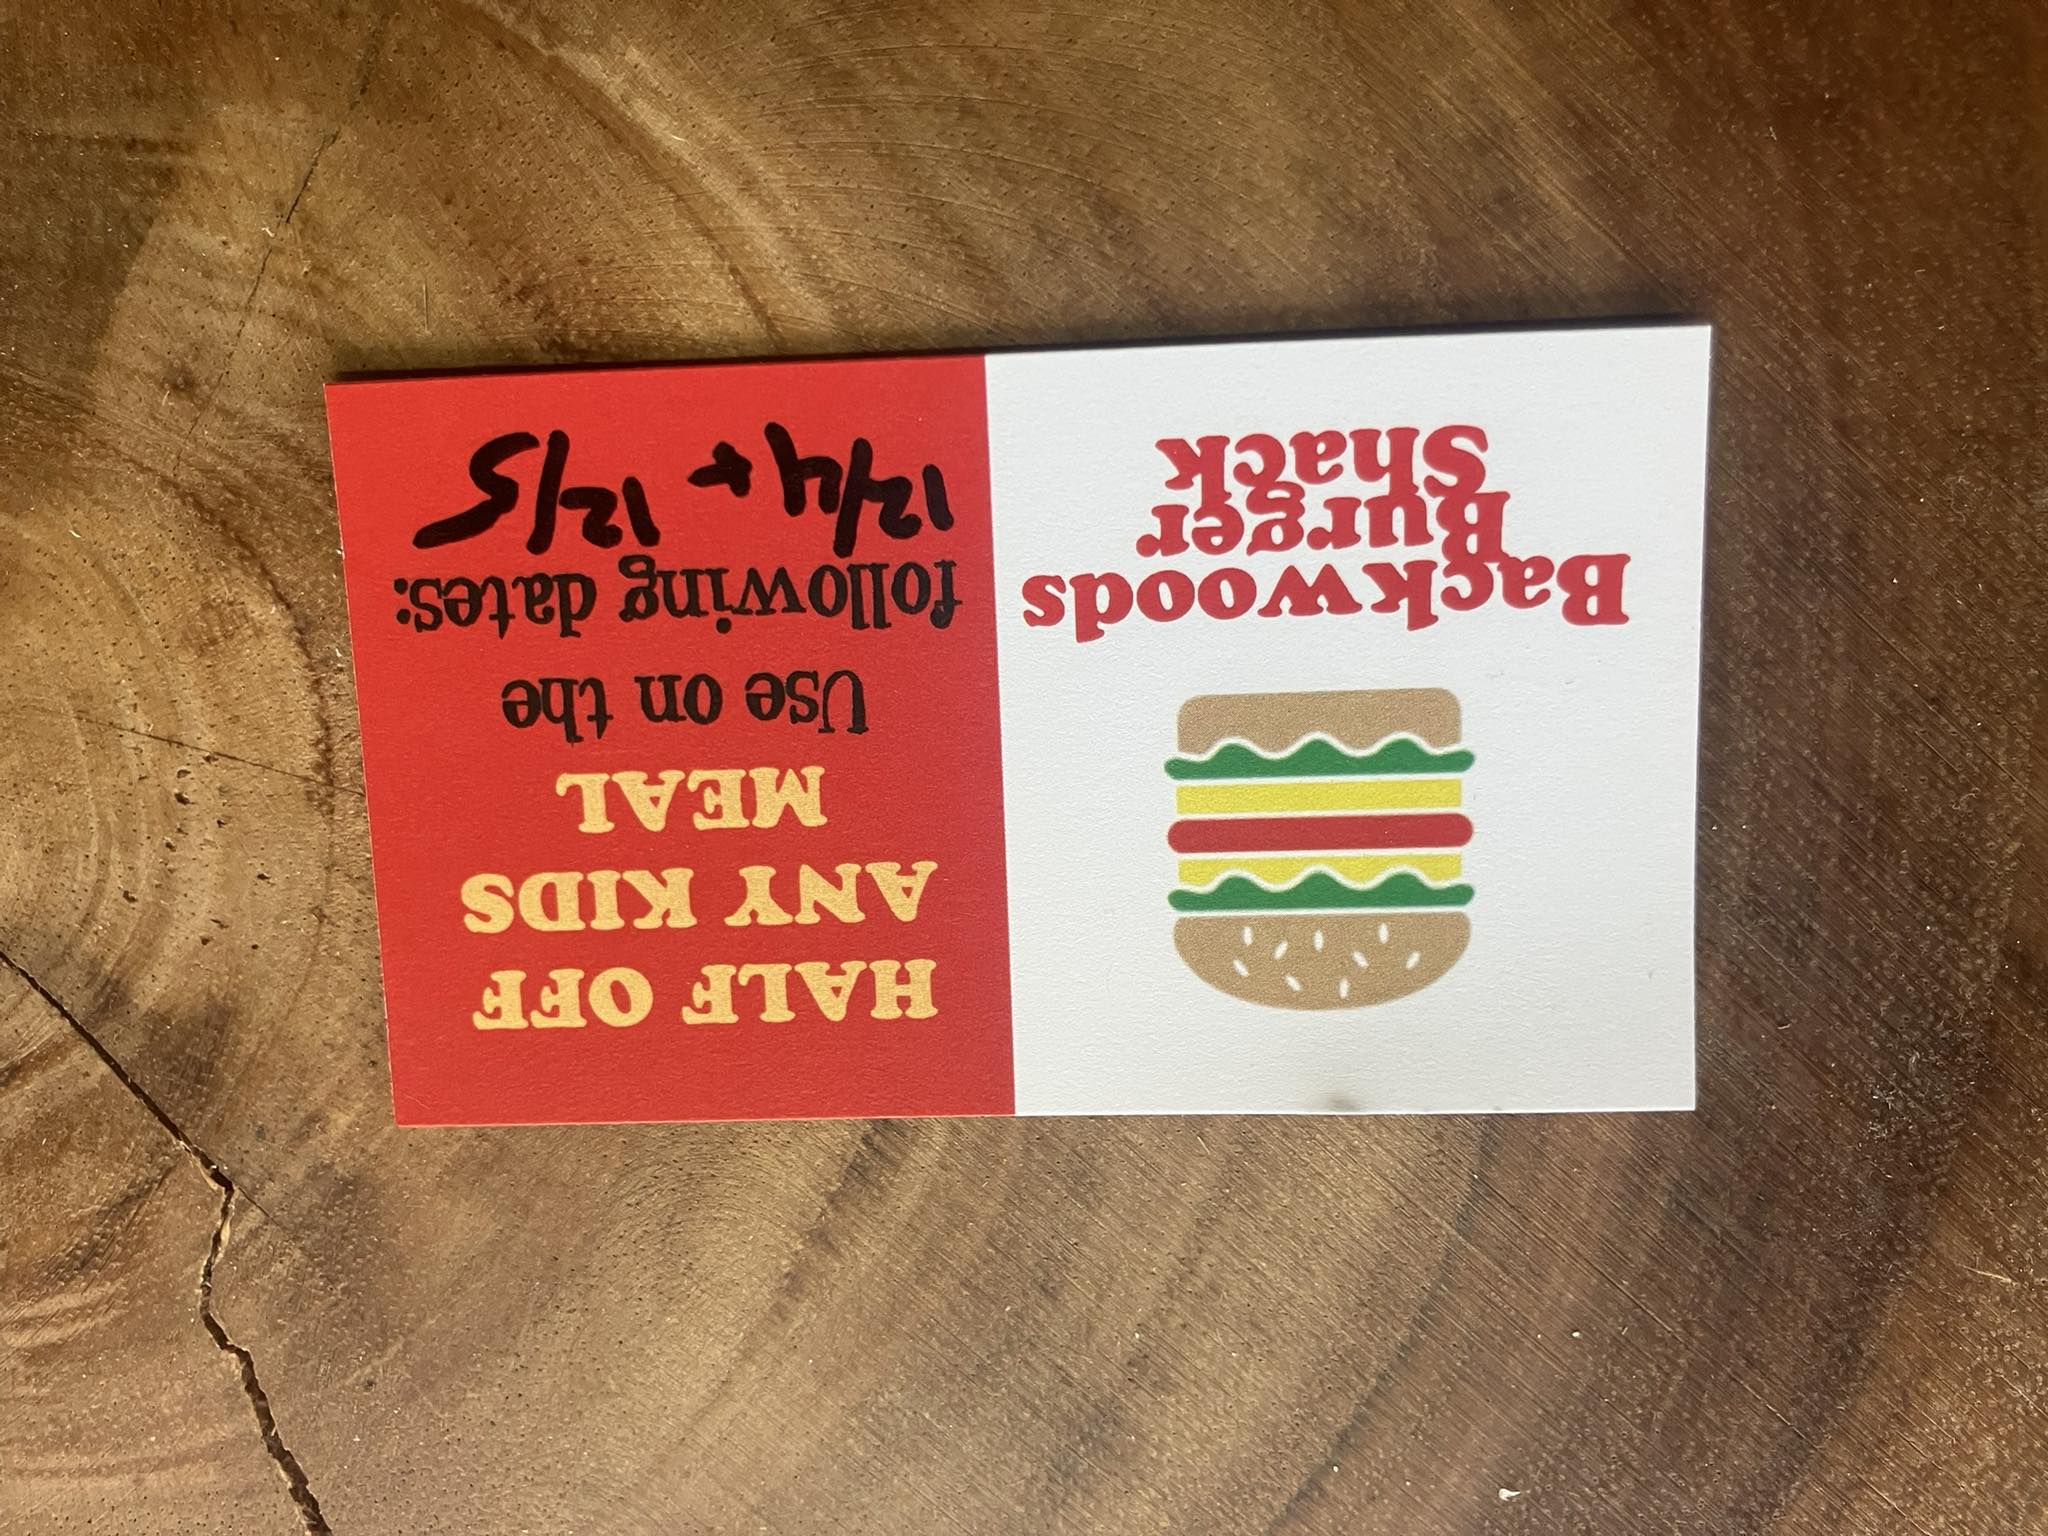 Backwoods
Burger
Shack
HALF OFF
ANY KIDS
MEAL
Use on the
following dates:
12/4 + 12/5